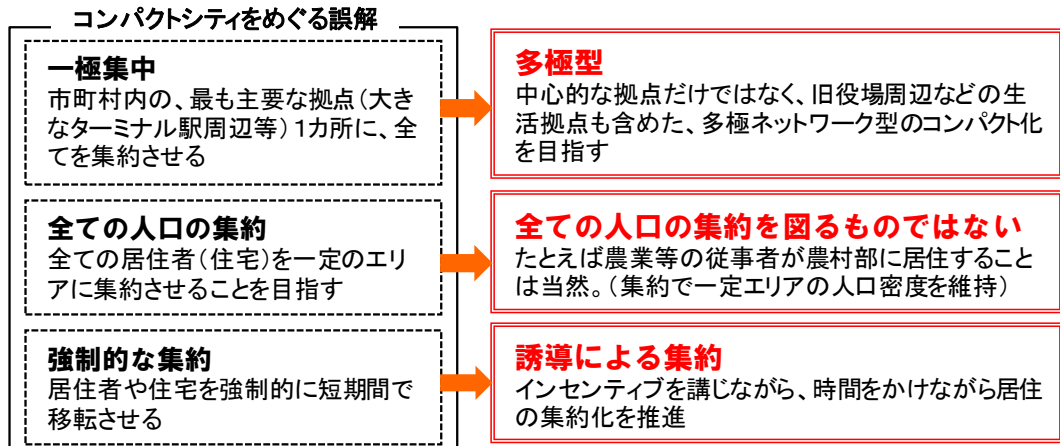 コンパクトシティをめぐる誤解
一極集中
市町村内の、最も主要な拠点（大き
なターミナル駅周辺等）1カ所に、全
てを集約させる
多極型
中心的な拠点だけではなく、旧役場周辺などの生
活拠点も含めた、多極ネットワーク型のコンパクト化
を目指す
全ての人口の集約
全ての居住者（住宅）を一定のエリ
アに集約させることを目指す
全ての人口の集約を図るものではない
たとえば農業等の従事者が農村部に居住すること
は当然。（集約で一定エリアの人口密度を維持）
強制的な集約
居住者や住宅を強制的に短期間で
移転させる
誘導による集約
インセンティブを講じながら、時間をかけながら居住
の集約化を推進